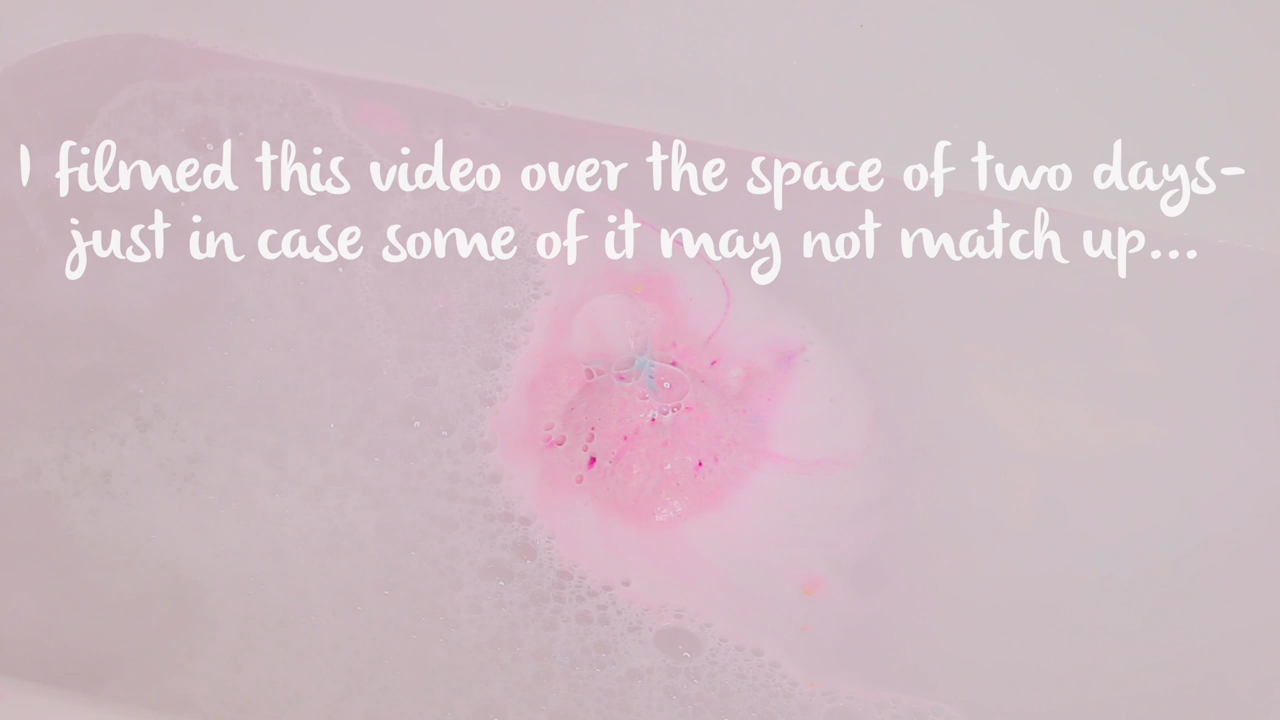 I filmed this video over the space of two days-
just in case some of it may not match up...